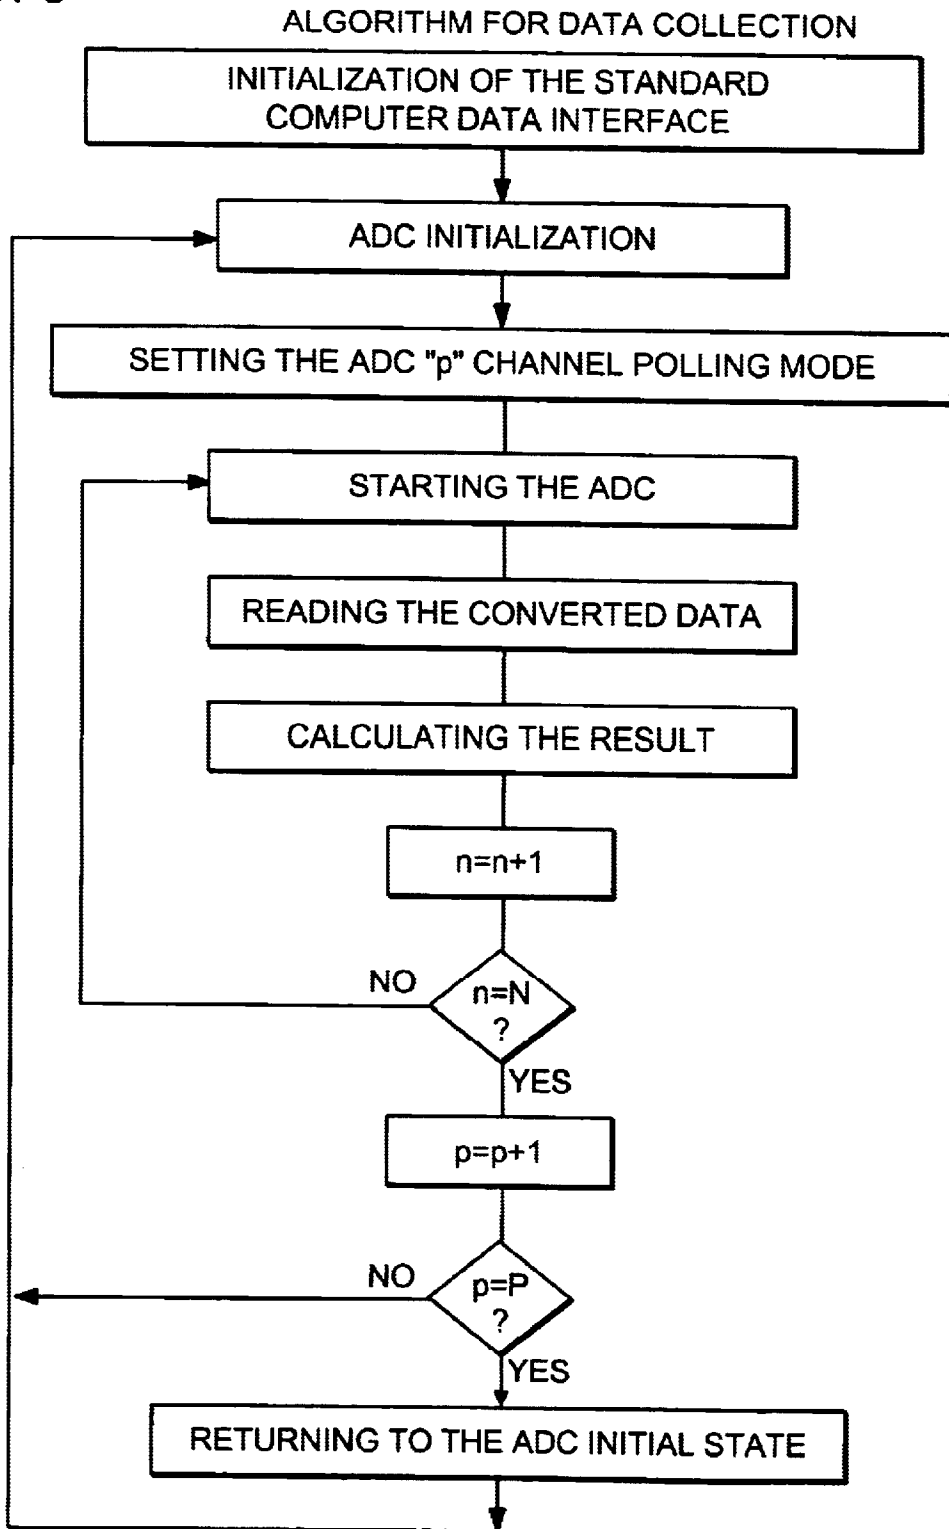 ALGORITHM FOR DATA COLLECTION
INITIALIZATION OF THE STANDARD
COMPUTER DATA INTERFACE
ADC INITIALIZATION
SETTING THE ADC "p" CHANNEL POLLING MODE
STARTING THE ADC
READING THE CONVERTED DATA
CALCULATING THE RESULT
n=n+1
NO
n=N
?
YES
p=p+1
NO
p=P
?
YES
RETURNING TO THE ADC INITIAL STATE